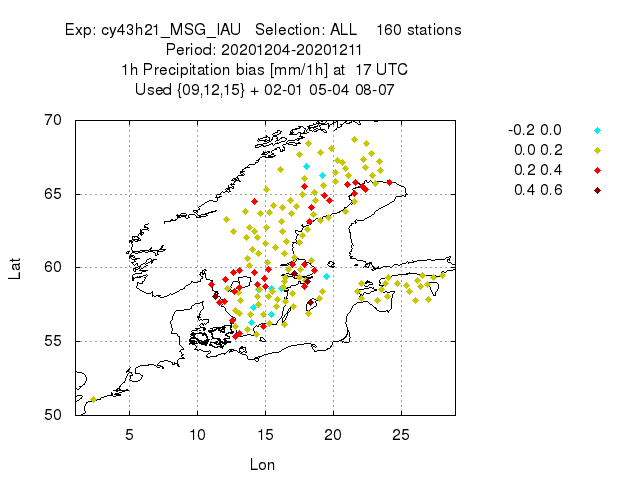 Exp: cy43h21_MSG_IAU Selection: ALL 160 stations
Period: 20201204-20201211
1h Precipitation bias [mm/1h] at 17 UTC
Used {09,12,15} + 02-01 05-04 08-07
-0.2 0.0
0.0 0.2
0.2 0.4
0.4 0.6
70
65
60
55
50
Lat
5 10 15 20 25
Lon